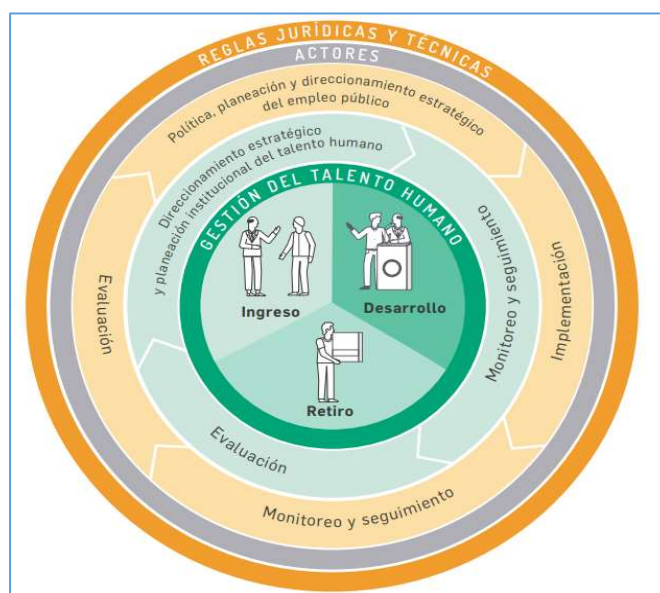 REGLAS JURÍDICAS Y TÉCNICAS
ACTORES
Política, planeación y direccionamiento estratégico
del empleo público
Direccionamiento estratégico
y planeación institucional del talento humano
GESTIÓN DEL TALENTO HUMANO
Ingreso
Desarrollo
Retiro
Monitoreo y seguimiento
Evaluación
Implementación
Monitoreo y seguimiento
Evaluación